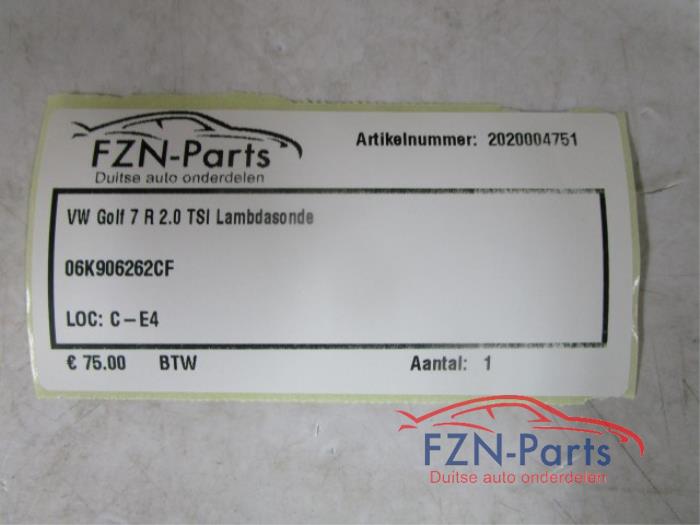 FZN-Parts
Duitse auto onderdelen
Artikelnummer: 2020004751
VW Golf 7 R 2.0 TSI Lambdasonde
06K906262CF
LOC: C-E4
€ 75.00 BTW Aantal: 1
FZN-Parts
Duitse auto onderdelen